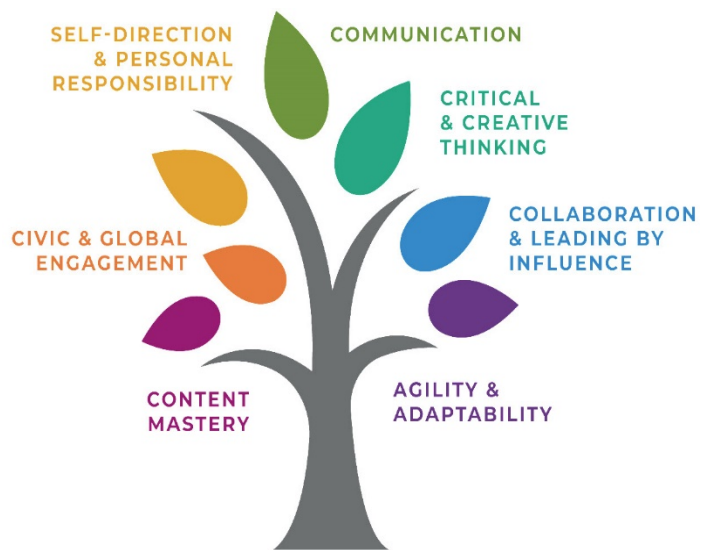 SELF-DIRECTION
& PERSONAL
RESPONSIBILITY
COMMUNICATION
CRITICAL
& CREATIVE
THINKING
CIVIC & GLOBAL
ENGAGEMENT
COLLABORATION
& LEADING BY
INFLUENCE
CONTENT
MASTERY
AGILITY &
ADAPTABILITY